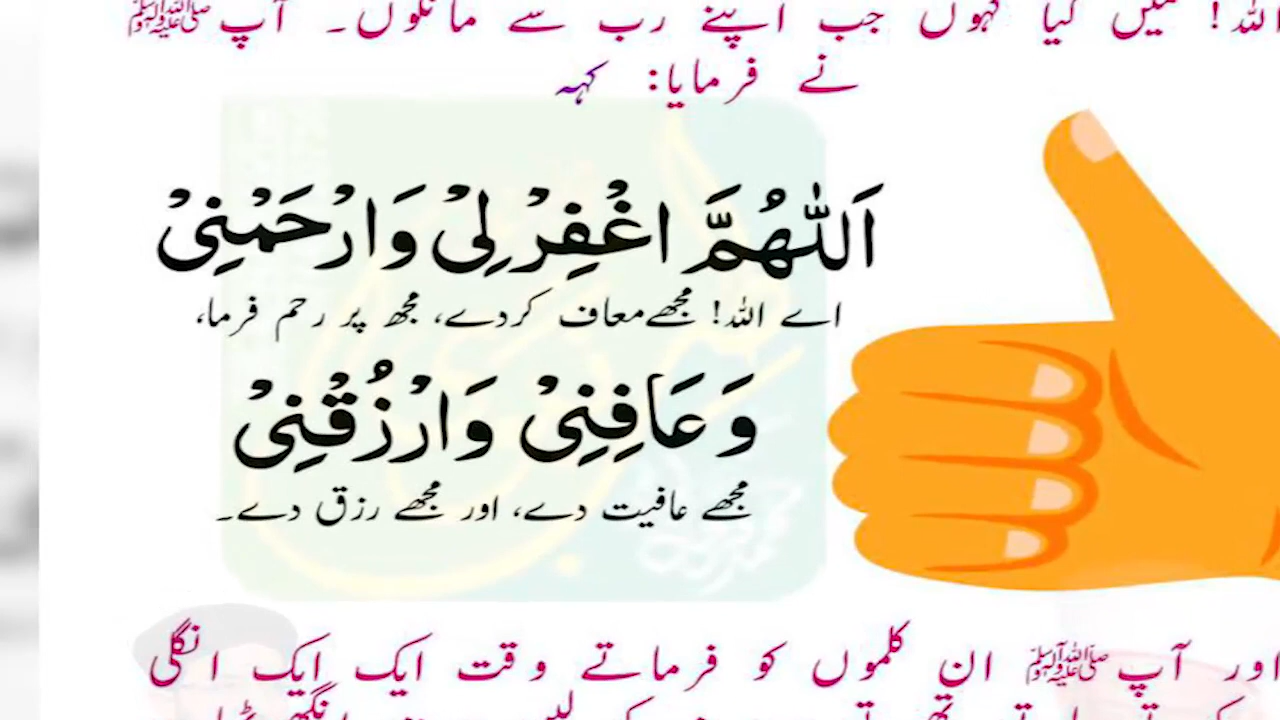 اللہ! میں کیا کہوں جب اپنے رب سے مانگوں۔ آپ ﷺ
نے فرمایا: کہہ
اَللّٰهُمَّ اغْفِرْ لِیْ وَارْحَمْنِیْ
اے اللہ! مجھے معاف کردے، مجھ پر رحم فرما،
وَعَافِنِیْ وَارْزُقْنِیْ
مجھے عافیت دے، اور مجھے رزق دے۔
اور آپ ﷺ ان کلموں کو فرماتے وقت ایک ایک انگلی